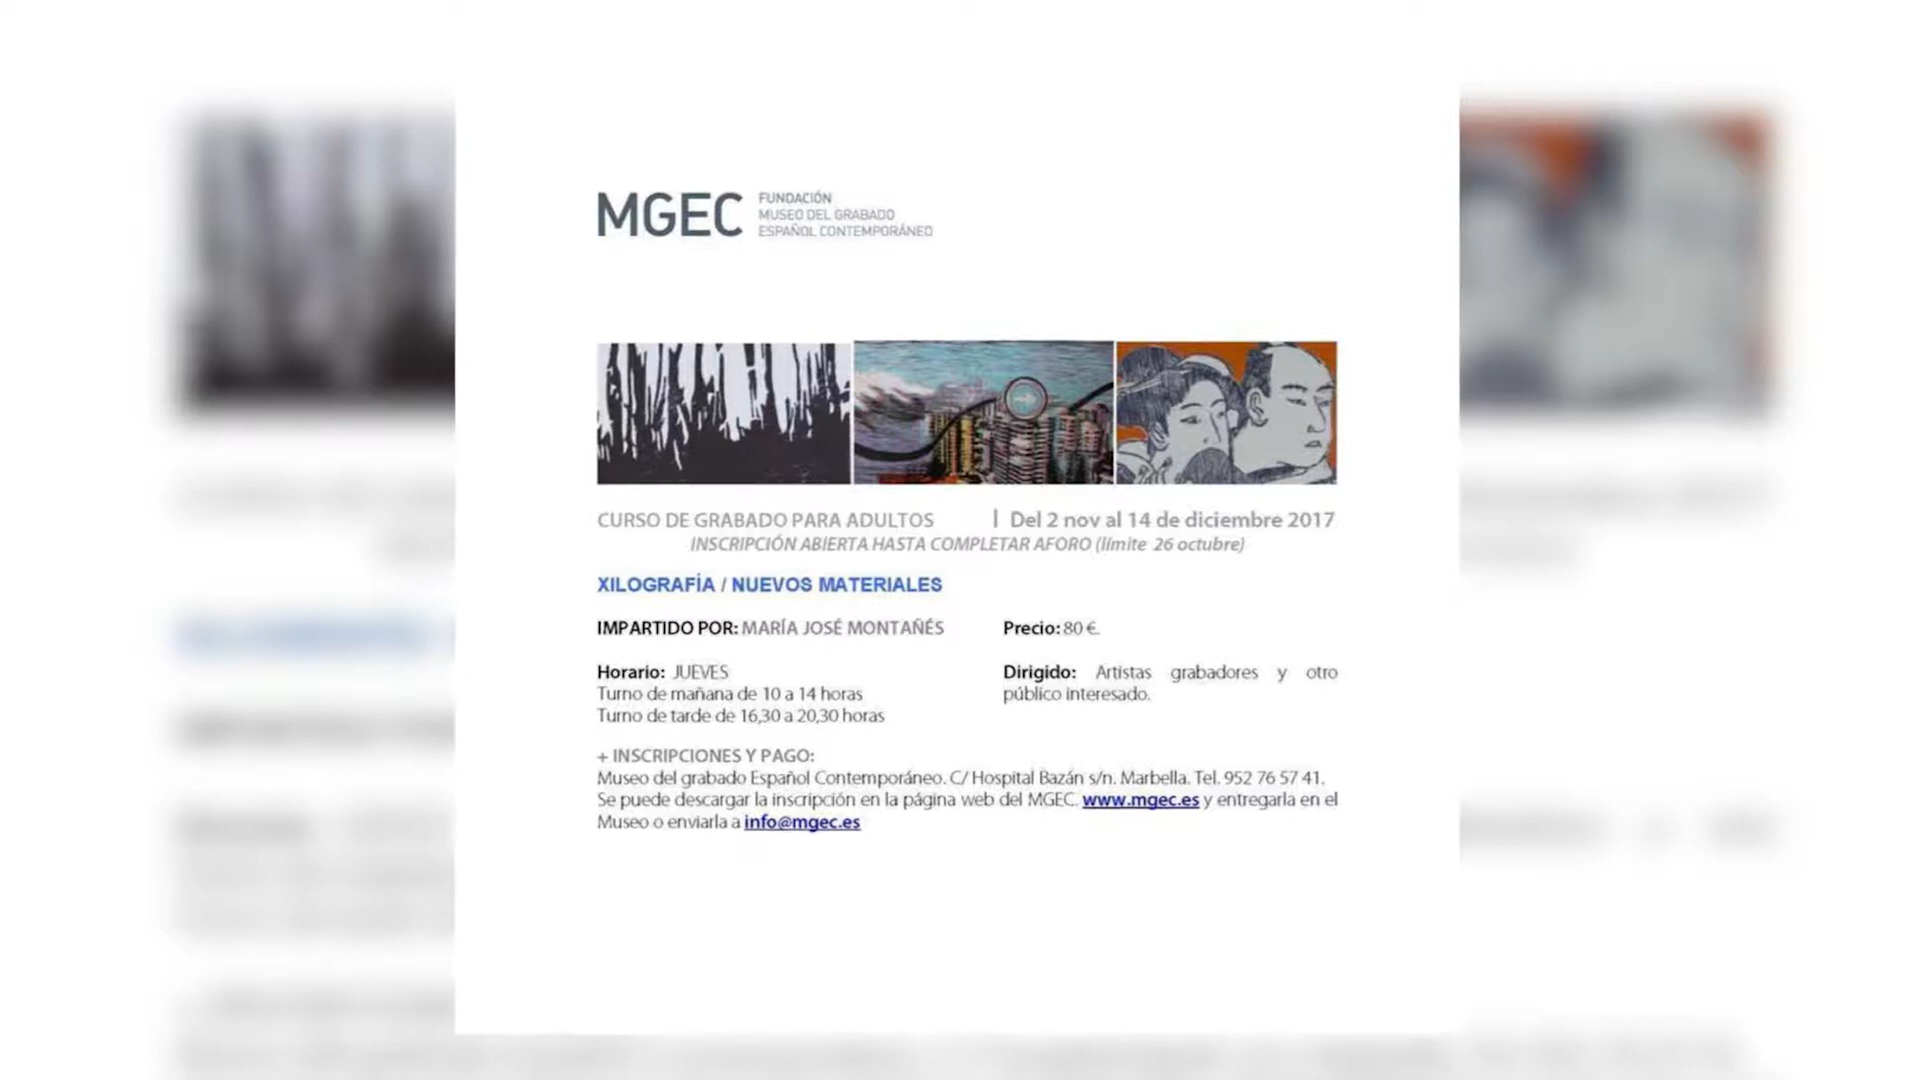 MGEC
FUNDACIÓN
MUSEO DEL GRABADO
ESPAÑOL CONTEMPORÁNEO
CURSO DE GRABADO PARA ADULTOS | Del 2 nov al 14 de diciembre 2017
INSCRIPCIÓN ABIERTA HASTA COMPLETAR AFORO (límite 26 octubre)
XILOGRAFÍA / NUEVOS MATERIALES
IMPARTIDO POR: MARÍA JOSÉ MONTAÑÉS
Precio: 80 €.
Horario: JUEVES
Turno de mañana de 10 a 14 horas
Turno de tarde de 16,30 a 20,30 horas
Dirigido: Artistas grabadores y otro
público interesado.
+ INSCRIPCIONES Y PAGO:
Museo del grabado Español Contemporáneo. C/ Hospital Bazán s/n. Marbella. Tel. 952 76 57 41.
Se puede descargar la inscripción en la página web del MGEC. www.mgec.es y entregarla en el
Museo o enviarla a info@mgec.es